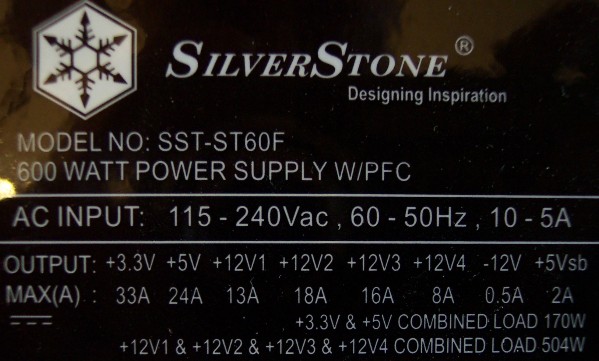 SILVERSTONE ®
Designing Inspiration
MODEL NO: SST-ST60F
600 WATT POWER SUPPLY W/PFC
AC INPUT: 115 - 240Vac , 60 - 50Hz , 10 - 5A
OUTPUT: +3.3V +5V +12V1 +12V2 +12V3 +12V4 -12V +5Vsb
MAX(A) : 33A 24A 13A 18A 16A 8A 0.5A 2A
+3.3V & +5V COMBINED LOAD 170W
+12V1 & +12V2 & +12V3 & +12V4 COMBINED LOAD 504W